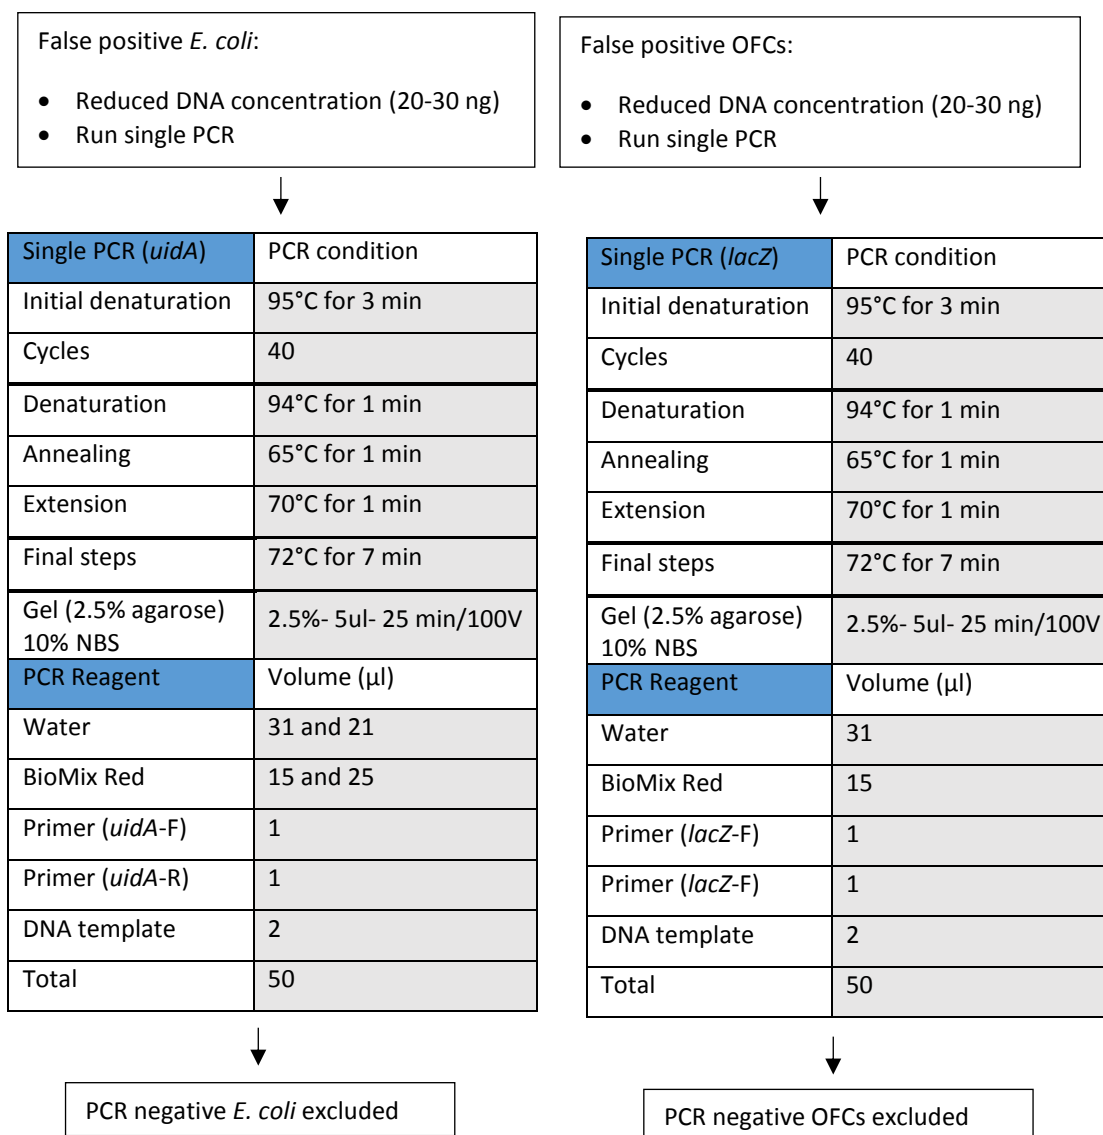 False positive E. coli:
• Reduced DNA concentration (20-30 ng)
• Run single PCR
Single PCR (uidA) PCR condition
Initial denaturation 95°C for 3 min
Cycles 40
Denaturation 94°C for 1 min
Annealing 65°C for 1 min
Extension 70°C for 1 min
Final steps 72°C for 7 min
Gel (2.5% agarose)
10% NBS 2.5%- 5ul- 25 min/100V
PCR Reagent Volume (µl)
Water 31 and 21
BioMix Red 15 and 25
Primer (uidA-F) 1
Primer (uidA-R) 1
DNA template 2
Total 50
PCR negative E. coli excluded
False positive OFCs:
• Reduced DNA concentration (20-30 ng)
• Run single PCR
Single PCR (lacZ) PCR condition
Initial denaturation 95°C for 3 min
Cycles 40
Denaturation 94°C for 1 min
Annealing 65°C for 1 min
Extension 70°C for 1 min
Final steps 72°C for 7 min
Gel (2.5% agarose)
10% NBS 2.5%- 5ul- 25 min/100V
PCR Reagent Volume (µl)
Water 31
BioMix Red 15
Primer (lacZ-F) 1
Primer (lacZ-F) 1
DNA template 2
Total 50
PCR negative OFCs excluded